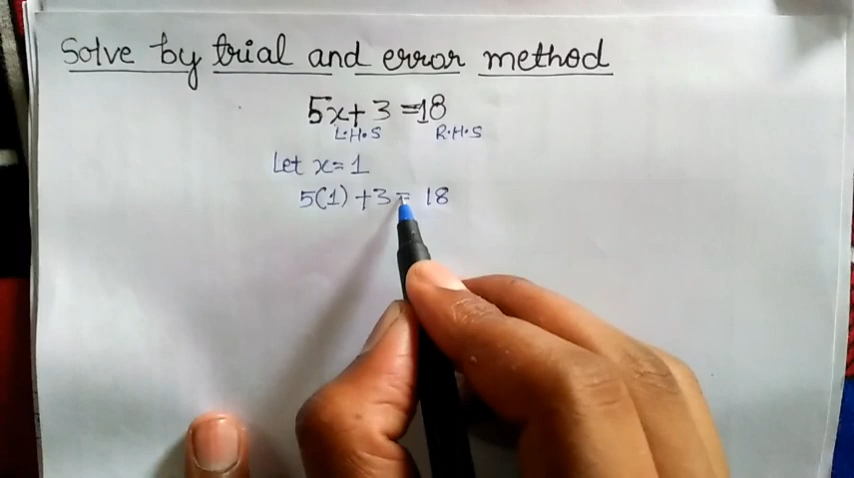 Solve by trial and error method
5x+ 3 =18
L.H.S R.H.S
Let x= 1
5(1) +3= 18